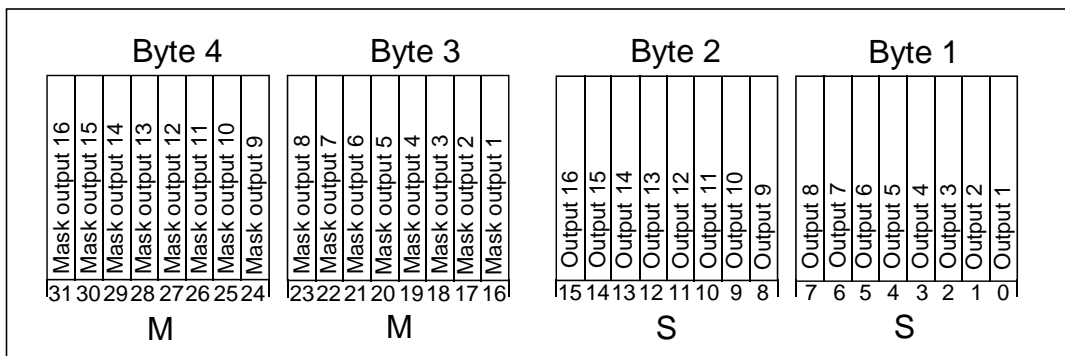 Byte 4
Byte 3
Byte 2
Byte 1
Mask output 16
Mask output 15
Mask output 14
Mask output 13
Mask output 12
Mask output 11
Mask output 10
Mask output 9
Mask output 8
Mask output 7
Mask output 6
Mask output 5
Mask output 4
Mask output 3
Mask output 2
Mask output 1
Output 16
Output 15
Output 14
Output 13
Output 12
Output 11
Output 10
Output 9
Output 8
Output 7
Output 6
Output 5
Output 4
Output 3
Output 2
Output 1
31 30 29 28 27 26 25 24
23 22 21 20 19 18 17 16
15 14 13 12 11 10 9 8
7 6 5 4 3 2 1 0
M
M
S
S